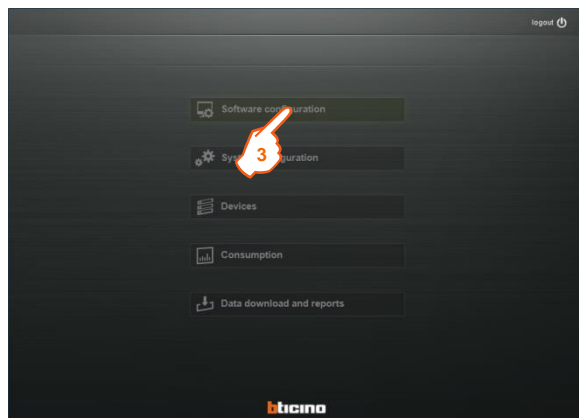 logout
Software configuration
3
System configuration
Devices
Consumption
Data download and reports
bticino